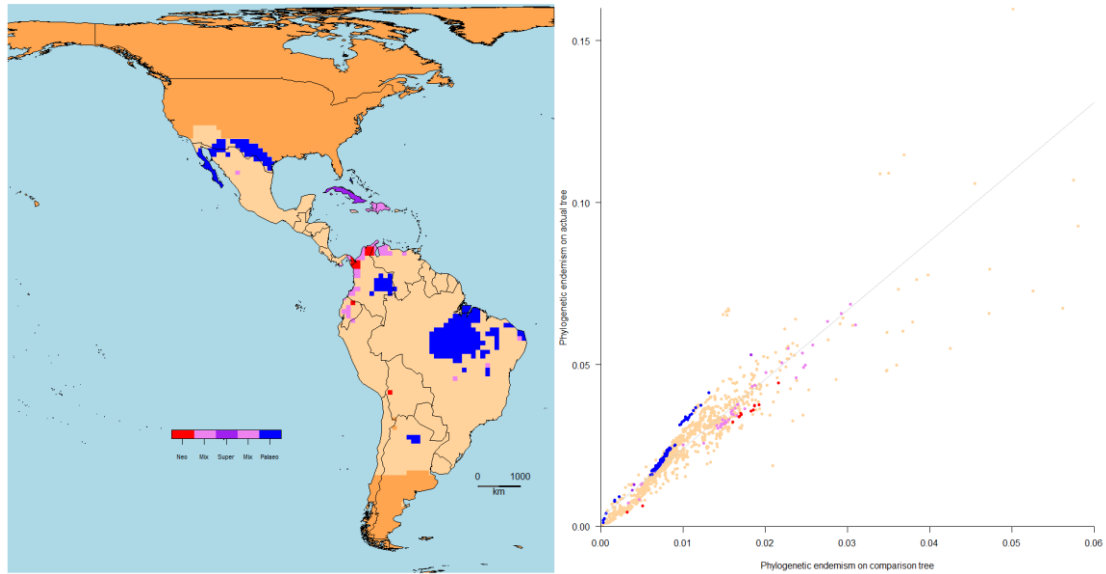 Neo Mix Super Mix Palaeo
0 1000
km
Phylogenetic endemism on actual tree
0.15
0.10
0.05
0.00
0.00 0.01 0.02 0.03 0.04 0.05 0.06
Phylogenetic endemism on comparison tree